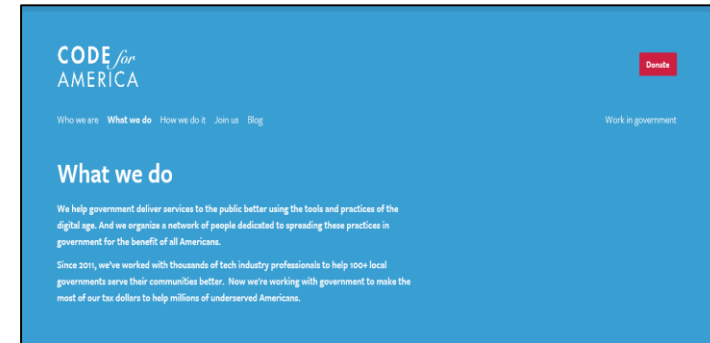 CODE for
AMERICA
Donate
Who we are What we do How we do it Join us Blog
Work in government
What we do
We help government deliver services to the public better using the tools and practices of the
digital age. And we organize a network of people dedicated to spreading these practices in
government for the benefit of all Americans.
Since 2011, we've worked with thousands of tech industry professionals to help 100+ local
governments serve their communities better. Now we're working with government to make the
most of our tax dollars to help millions of underserved Americans.